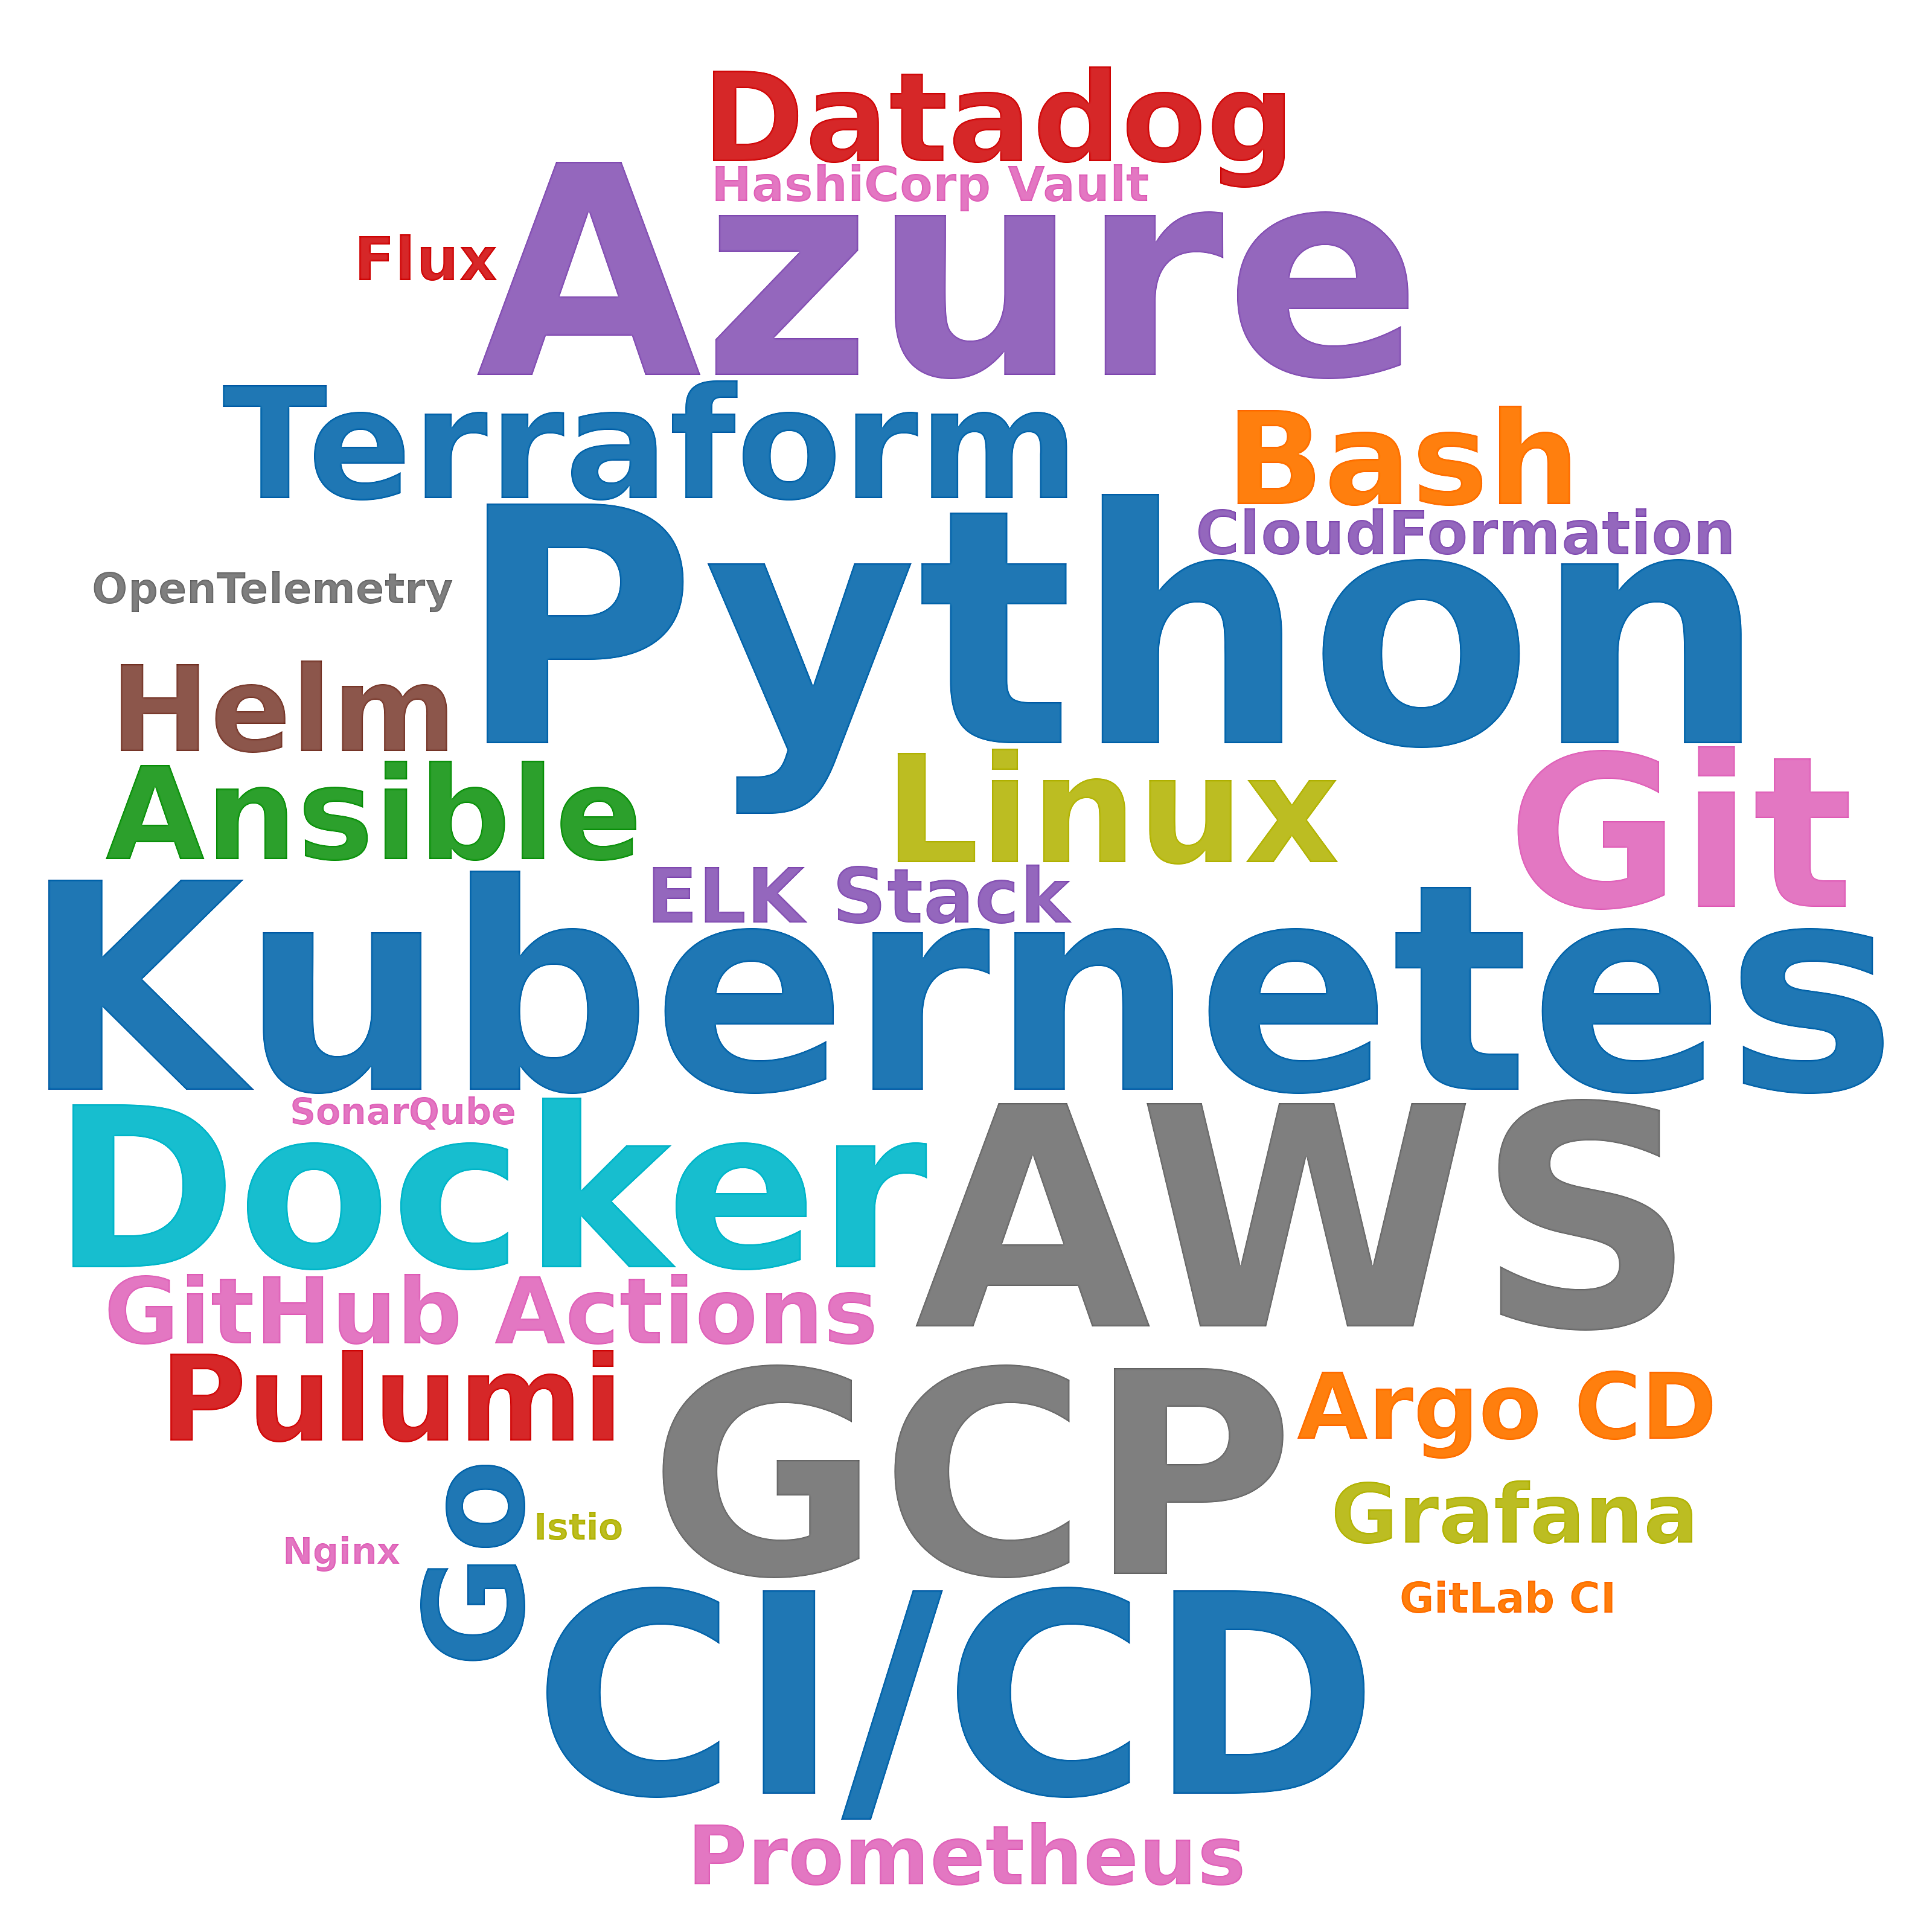 Datadog
HashiCorp Vault
Flux
Azure
Terraform
Bash
CloudFormation
OpenTelemetry
Python
Helm
Ansible
Linux
Git
ELK Stack
Kubernetes
SonarQube
Docker
AWS
GitHub Actions
Pulumi
GCP
Argo CD
Go
Istio
Grafana
Nginx
GitLab CI
CI/CD
Prometheus